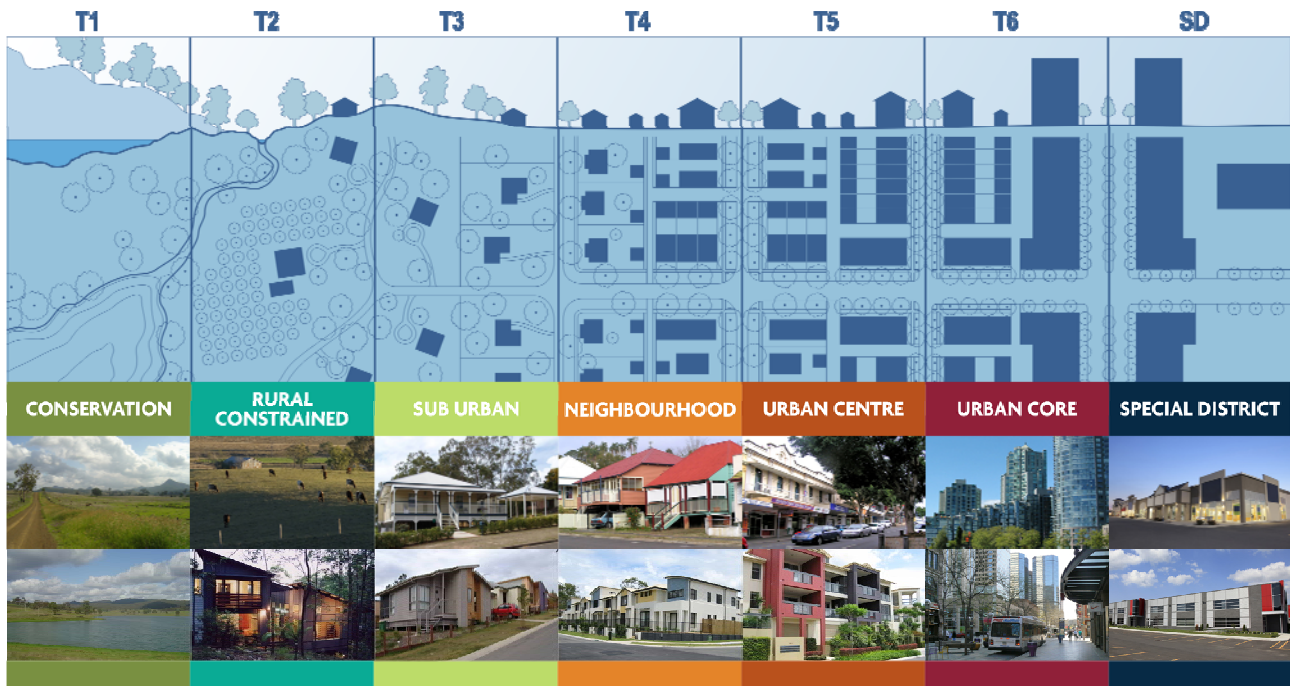 T1 T2 T3 T4 T5 T6 SD
CONSERVATION
RURAL
CONSTRAINED
SUB URBAN
NEIGHBOURHOOD
URBAN CENTRE
URBAN CORE
SPECIAL DISTRICT